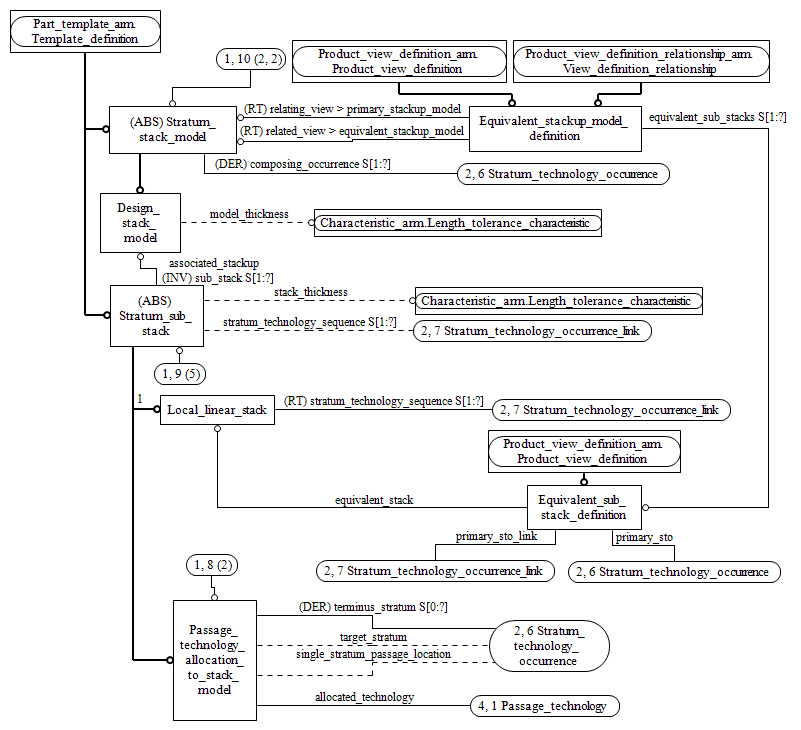 Part_template_arm.
Template_definition
1, 10 (2, 2)
Product_view_definition_arm.
Product_view_definition
Product_view_definition_relationship_arm.
View_definition_relationship
(ABS) Stratum_
stack_model
(RT) relating_view > primary_stackup_model
(RT) related_view > equivalent_stackup_model
Equivalent_stackup_model_
definition
equivalent_sub_stacks S[1:?]
(DER) composing_occurrence S[1:?]
2, 6 Stratum_technology_occurrence
Design_
stack_
model
model_thickness
Characteristic_arm.Length_tolerance_characteristic
associated_stackup
(INV) sub_stack S[1:?]
(ABS)
Stratum_sub_
stack
stack_thickness
Characteristic_arm.Length_tolerance_characteristic
stratum_technology_sequence S[1:?]
2, 7 Stratum_technology_occurrence_link
1, 9 (5)
1
Local_linear_stack
(RT) stratum_technology_sequence S[1:?]
2, 7 Stratum_technology_occurrence_link
Product_view_definition_arm.
Product_view_definition
equivalent_stack
Equivalent_sub_
stack_definition
primary_sto_link
primary_sto
2, 7 Stratum_technology_occurrence_link
2, 6 Stratum_technology_occurrence
1, 8 (2)
Passage_
technology_
allocation_
to_stack_
model
(DER) terminus_stratum S[0:?]
target_stratum
single_stratum_passage_location
2, 6 Stratum_
technology_
occurrence
allocated_technology
4, 1 Passage_technology